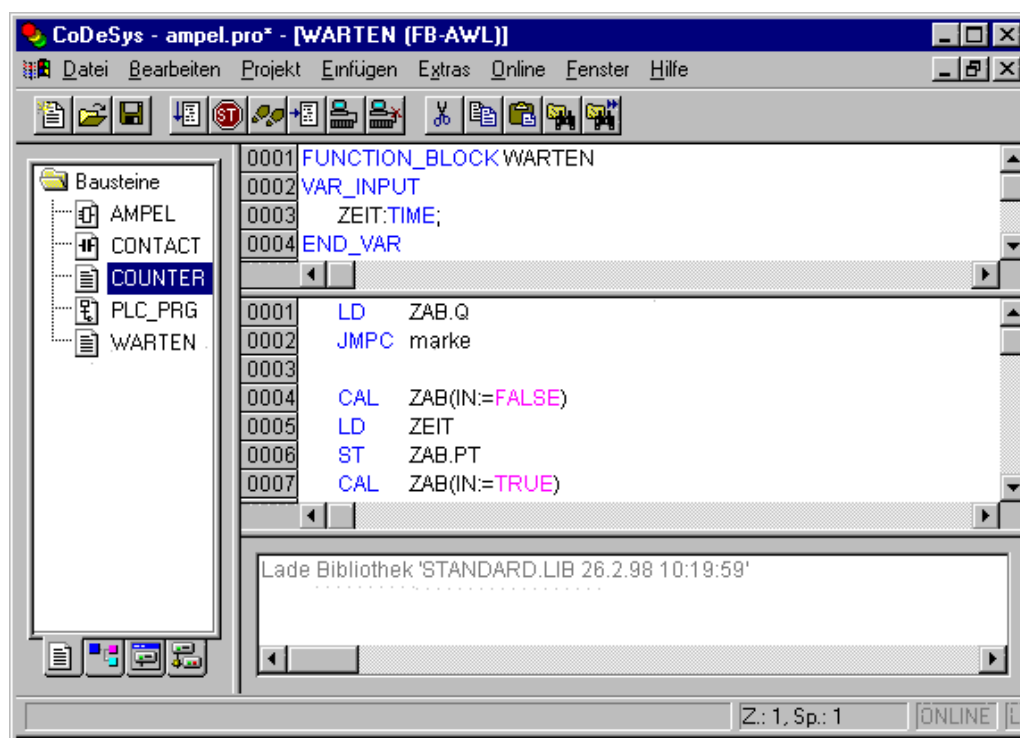 CoDeSys - ampel.pro* - [WARTEN (FB-AWL)]
Datei Bearbeiten Projekt Einfügen Extras Online Fenster Hilfe
ST
Bausteine
AMPEL
CONTACT
COUNTER
PLC_PRG
WARTEN
0001 FUNCTION_BLOCK WARTEN
0002 VAR_INPUT
0003 ZEIT:TIME;
0004 END_VAR
0001 LD ZAB.Q
0002 JMPC marke
0003
0004 CAL ZAB(IN:=FALSE)
0005 LD ZEIT
0006 ST ZAB.PT
0007 CAL ZAB(IN:=TRUE)
Lade Bibliothek 'STANDARD.LIB 26.2.98 10:19:59'
Z.: 1, Sp.: 1 ONLINE L